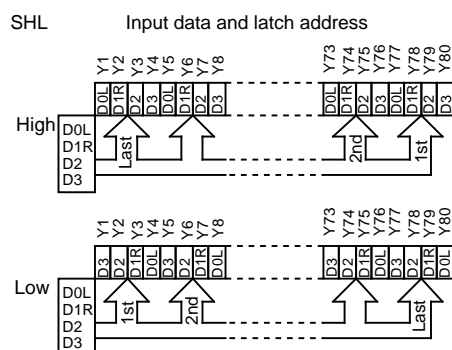 SHL Input data and latch address
Y1 Y2 Y3 Y4 Y5 Y6 Y7 Y8 Y73 Y74 Y75 Y76 Y77 Y78 Y79 Y80
D0L D1R D2 D3 D0L D1R D2 D3 D0L D1R D2 D3 D0L D1R D2 D3
High
D0L
D1R
D2
D3
Last 2nd 1st
Y1 Y2 Y3 Y4 Y5 Y6 Y7 Y8 Y73 Y74 Y75 Y76 Y77 Y78 Y79 Y80
D3 D2 D1R D0L D3 D2 D1R D0L D3 D2 D1R D0L D3 D2 D1R D0L
Low
D0L
D1R
D2
D3
1st 2nd Last